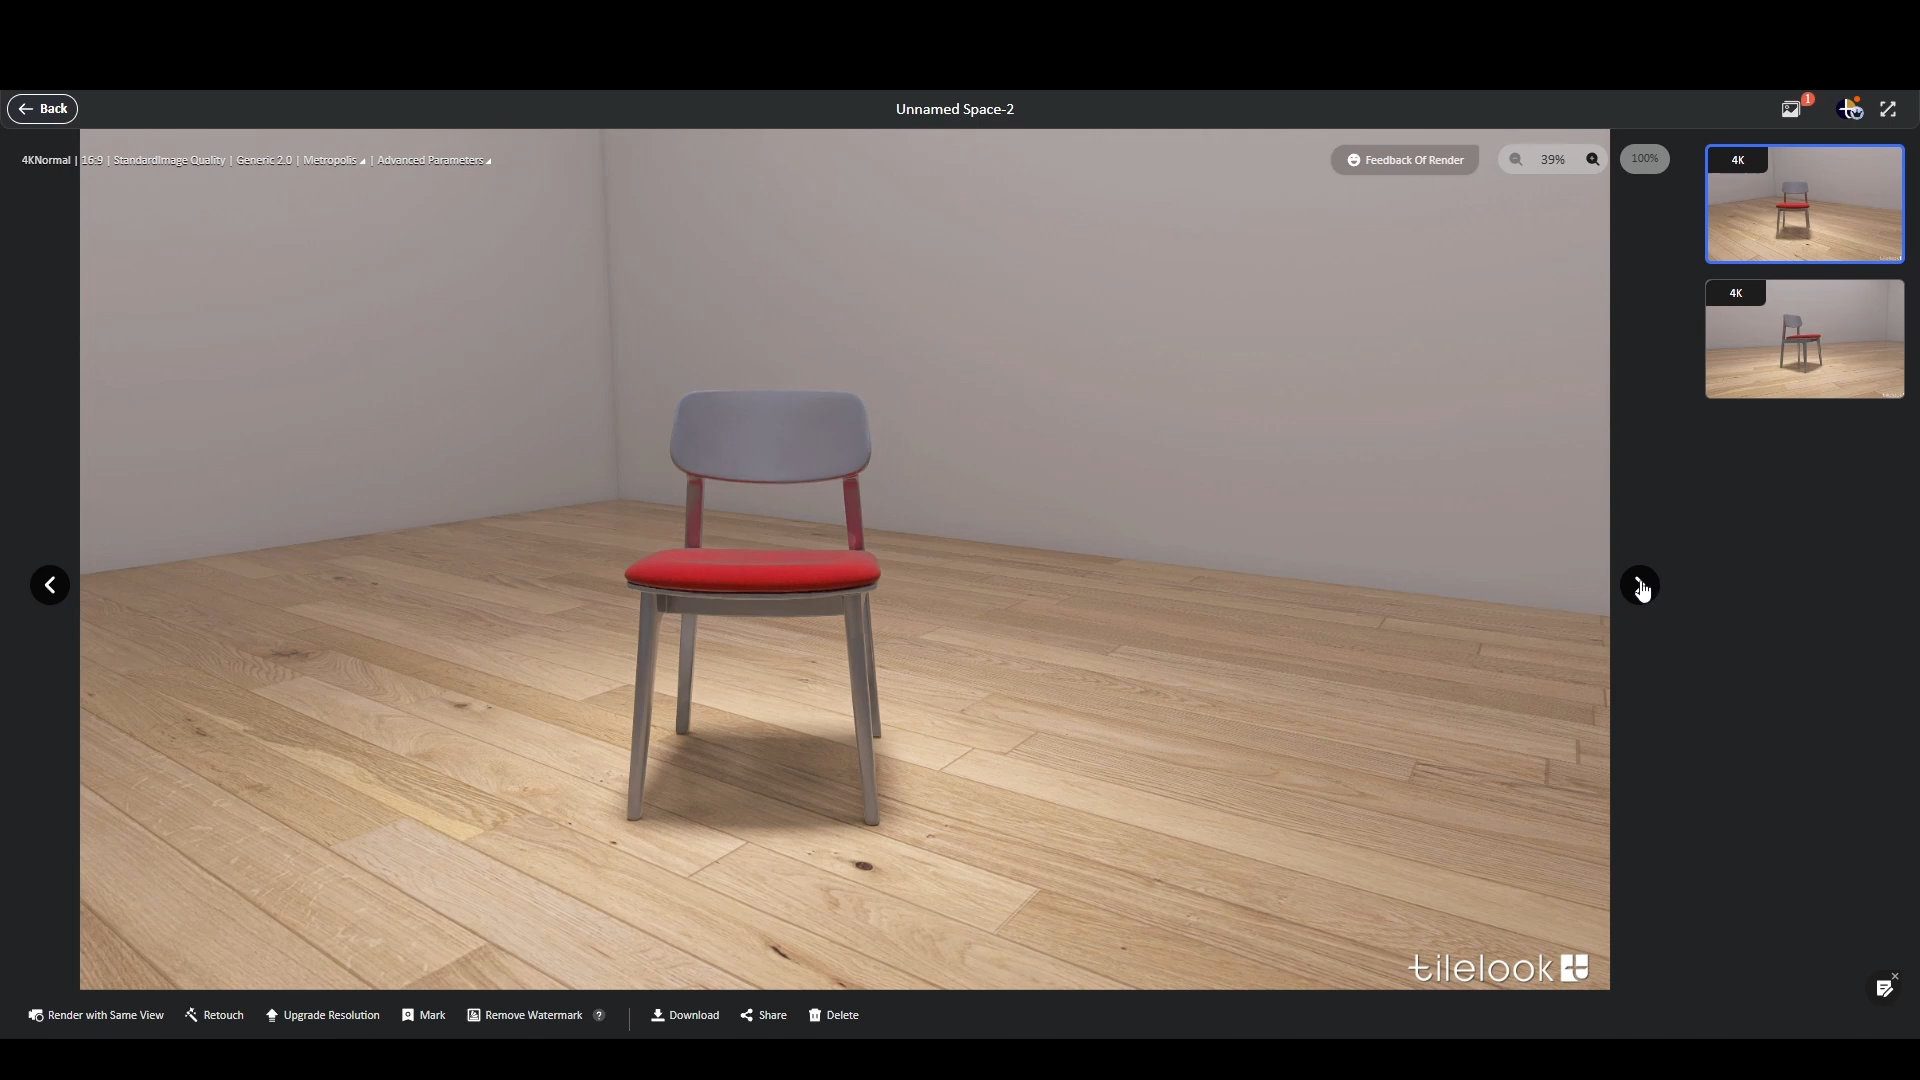 Back
Unnamed Space-2
1
4KNormal | 16:9 | StandardImage Quality | Generic 2.0 | Metropolis | Advanced Parameters
Feedback Of Render
39%
100%
4K
4K
tilelook
Render with Same View
Retouch
Upgrade Resolution
Mark
Remove Watermark
?
Download
Share
Delete